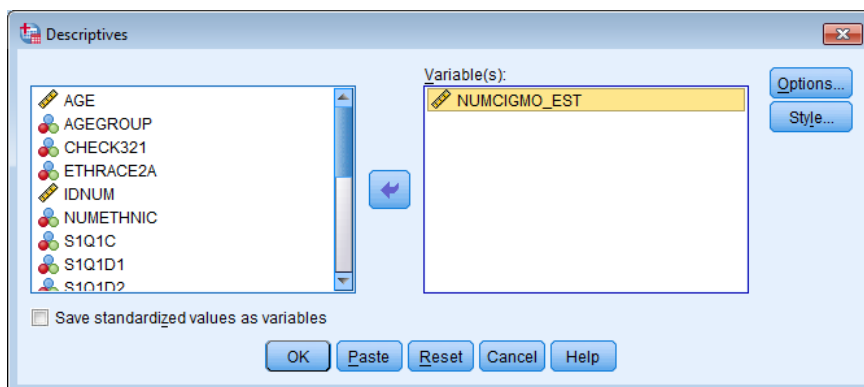 Descriptives
AGE
AGEGROUP
CHECK321
ETHRACE2A
IDNUM
NUMETHNIC
S1Q1C
S1Q1D1
S1Q1D2
Variable(s):
NUMCIGMO_EST
Options...
Style...
Save standardized values as variables
OK Paste Reset Cancel Help